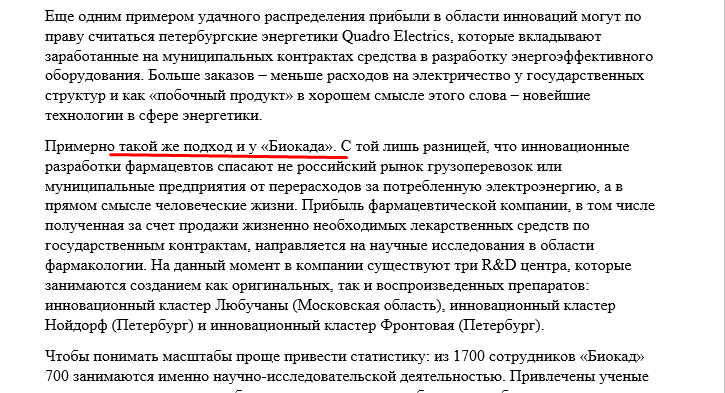 Еще одним примером удачного распределения прибыли в области инноваций могут по
праву считаться петербургские энергетики Quadro Electrics, которые вкладывают
заработанные на муниципальных контрактах средства в разработку энергоэффективного
оборудования. Больше заказов – меньше расходов на электричество у государственных
структур и как «побочный продукт» в хорошем смысле этого слова – новейшие
технологии в сфере энергетики.
Примерно такой же подход и у «Биокада». С той лишь разницей, что инновационные
разработки фармацевтов спасают не российский рынок грузоперевозок или
муниципальные предприятия от перерасходов за потребленную электроэнергию, а в
прямом смысле человеческие жизни. Прибыль фармацевтической компании, в том числе
полученная за счет продажи жизненно необходимых лекарственных средств по
государственным контрактам, направляется на научные исследования в области
фармакологии. На данный момент в компании существуют три R&D центра, которые
занимаются созданием как оригинальных, так и воспроизведенных препаратов:
инновационный кластер Любучаны (Московская область), инновационный кластер
Нойдорф (Петербург) и инновационный кластер Фронтовая (Петербург).
Чтобы понимать масштабы проще привести статистику: из 1700 сотрудников «Биокад»
700 занимаются именно научно-исследовательской деятельностью. Привлечены ученые